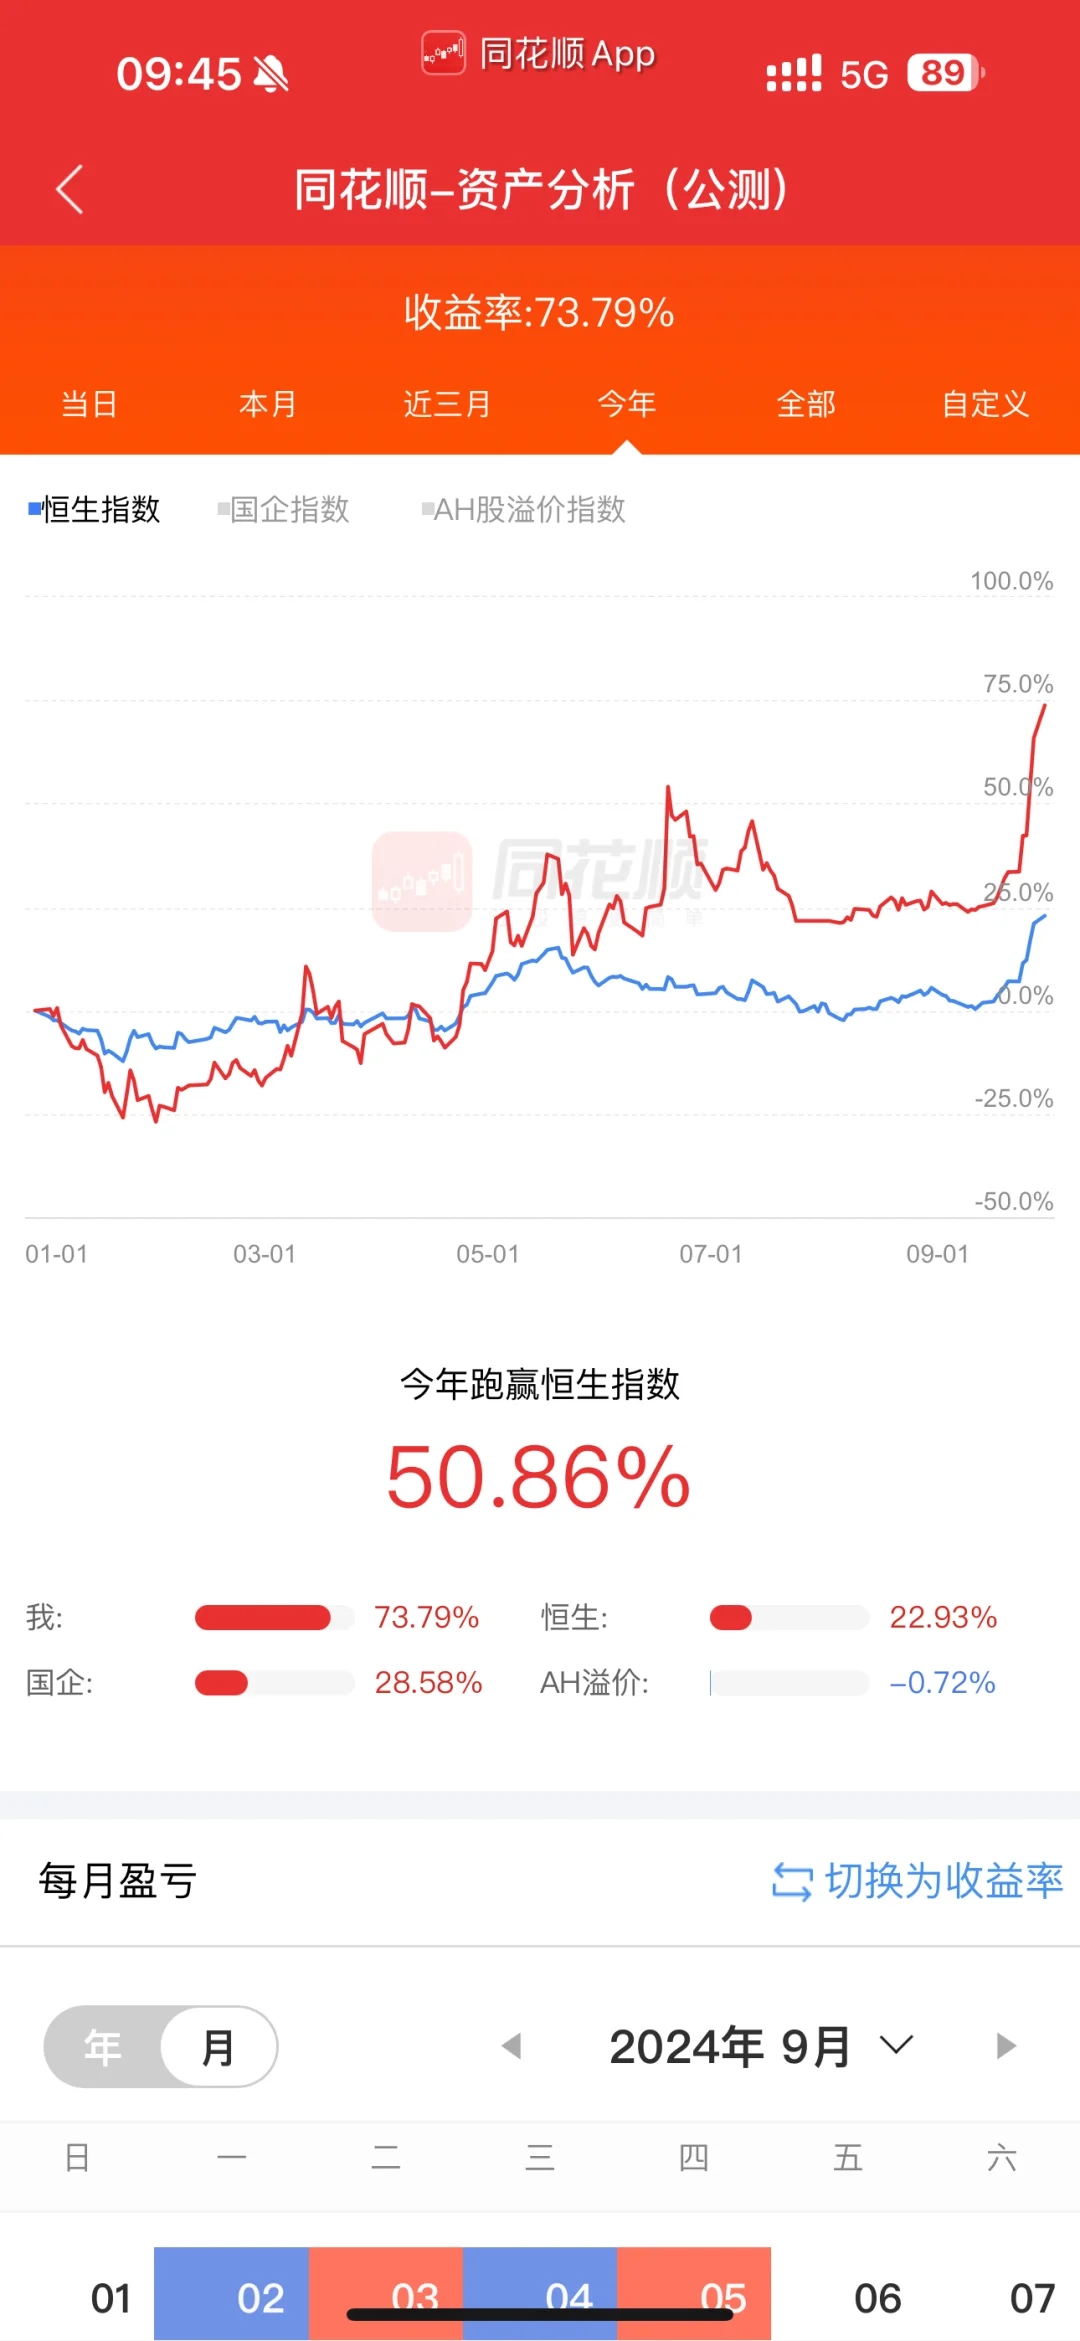 09:45 同花顺App 5G 89
同花顺-资产分析（公测）
收益率:73.79%
当日 本月 近三月 今年 全部 自定义
恒生指数 国企指数 AH股溢价指数
100.0%
75.0%
50.0%
同花顺
25.0%
0.0%
-25.0%
-50.0%
01-01 03-01 05-01 07-01 09-01
今年跑赢恒生指数
50.86%
我: 73.79% 恒生: 22.93%
国企: 28.58% AH溢价: -0.72%
每月盈亏 切换为收益率
年 月 2024年 9月
日 一 二 三 四 五 六
01 02 03 04 05 06 07